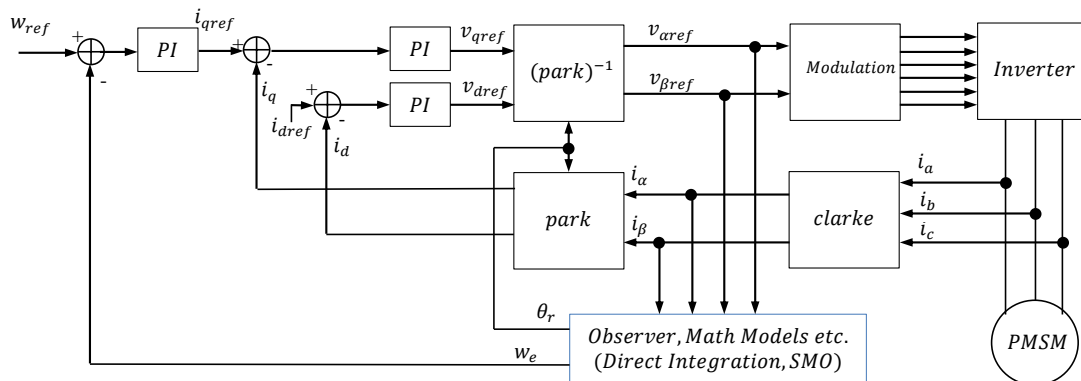 w_ref
+
-
PI
i_qref
+
-
PI
v_qref
(park)⁻¹
v_αref
Modulation
Inverter
i_q
+
-
i_dref
PI
v_dref
v_βref
i_d
park
i_α
i_β
clarke
i_a
i_b
i_c
θ_r
w_e
Observer, Math Models etc.
(Direct Integration, SMO)
PMSM